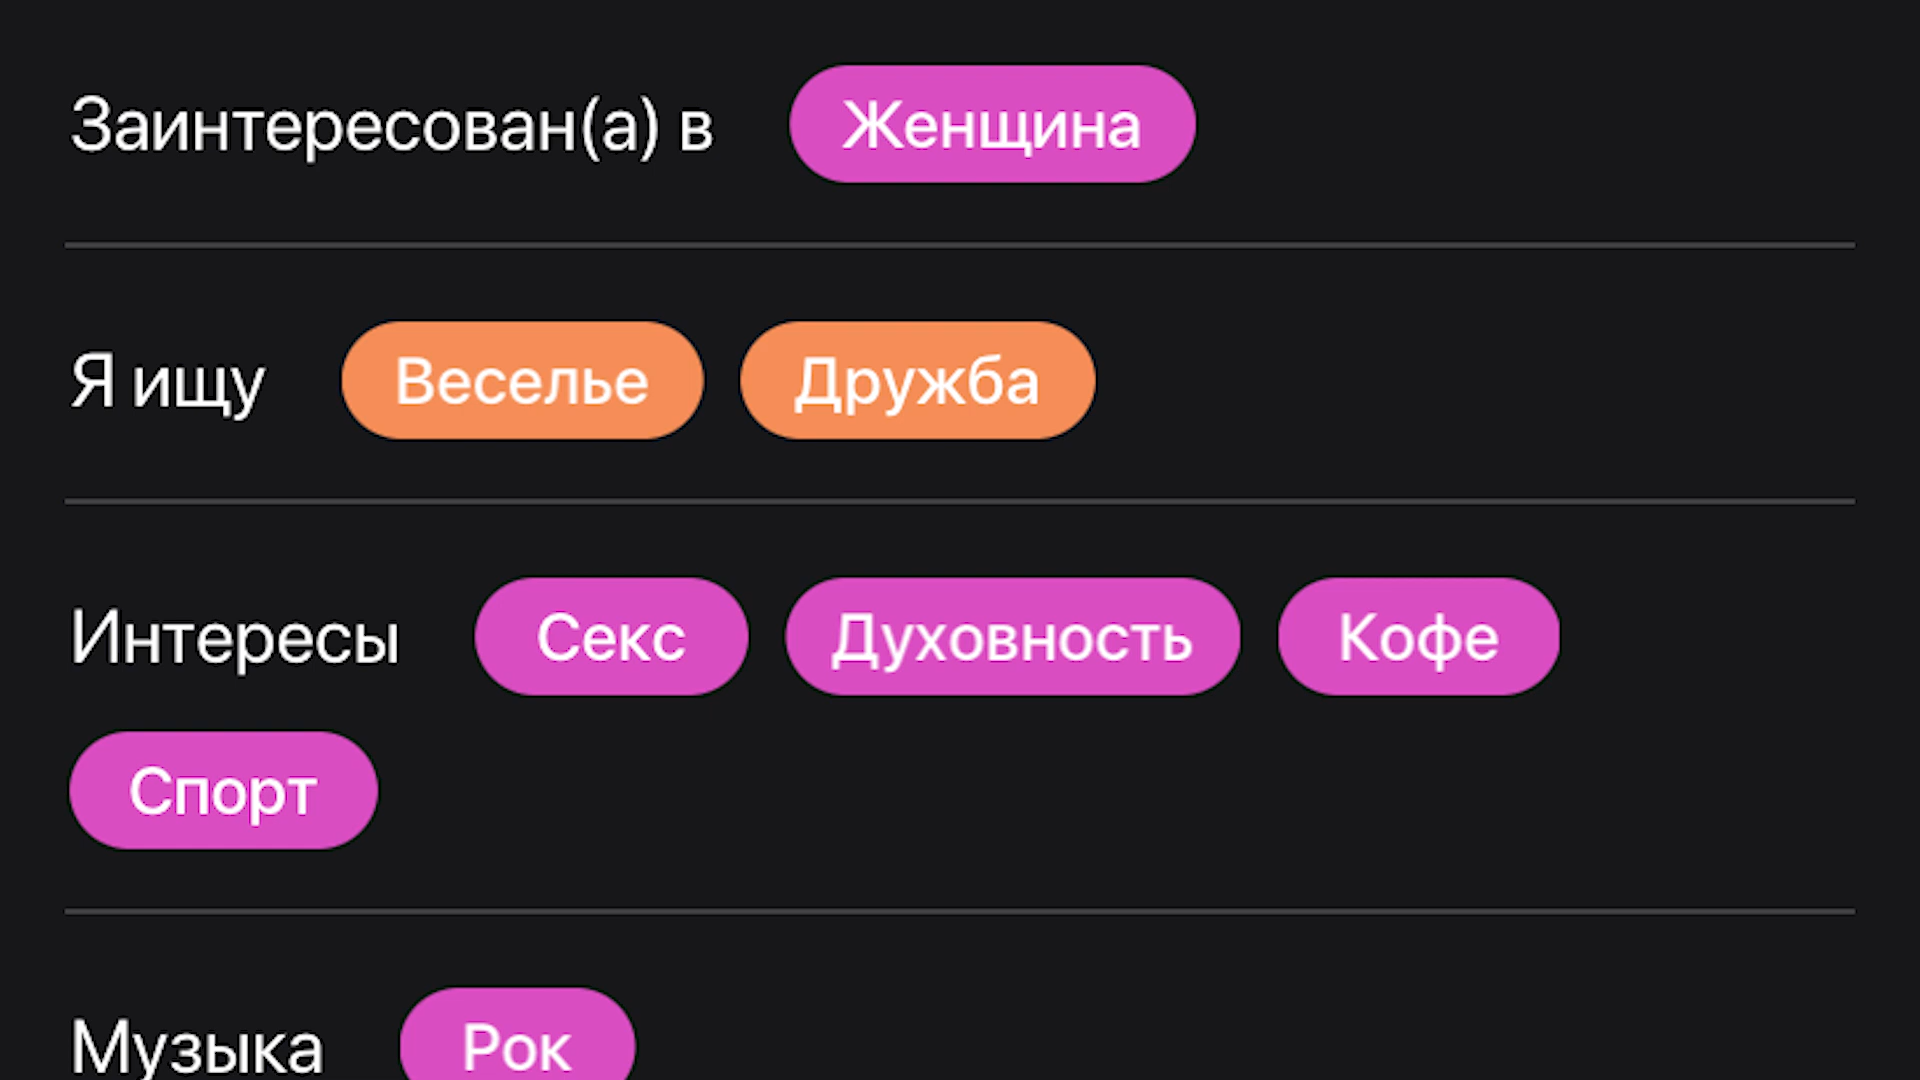 Заинтересован(а) в Женщина
Я ищу Веселье Дружба
Интересы Секс Духовность Кофе
Спорт
Музыка Рок